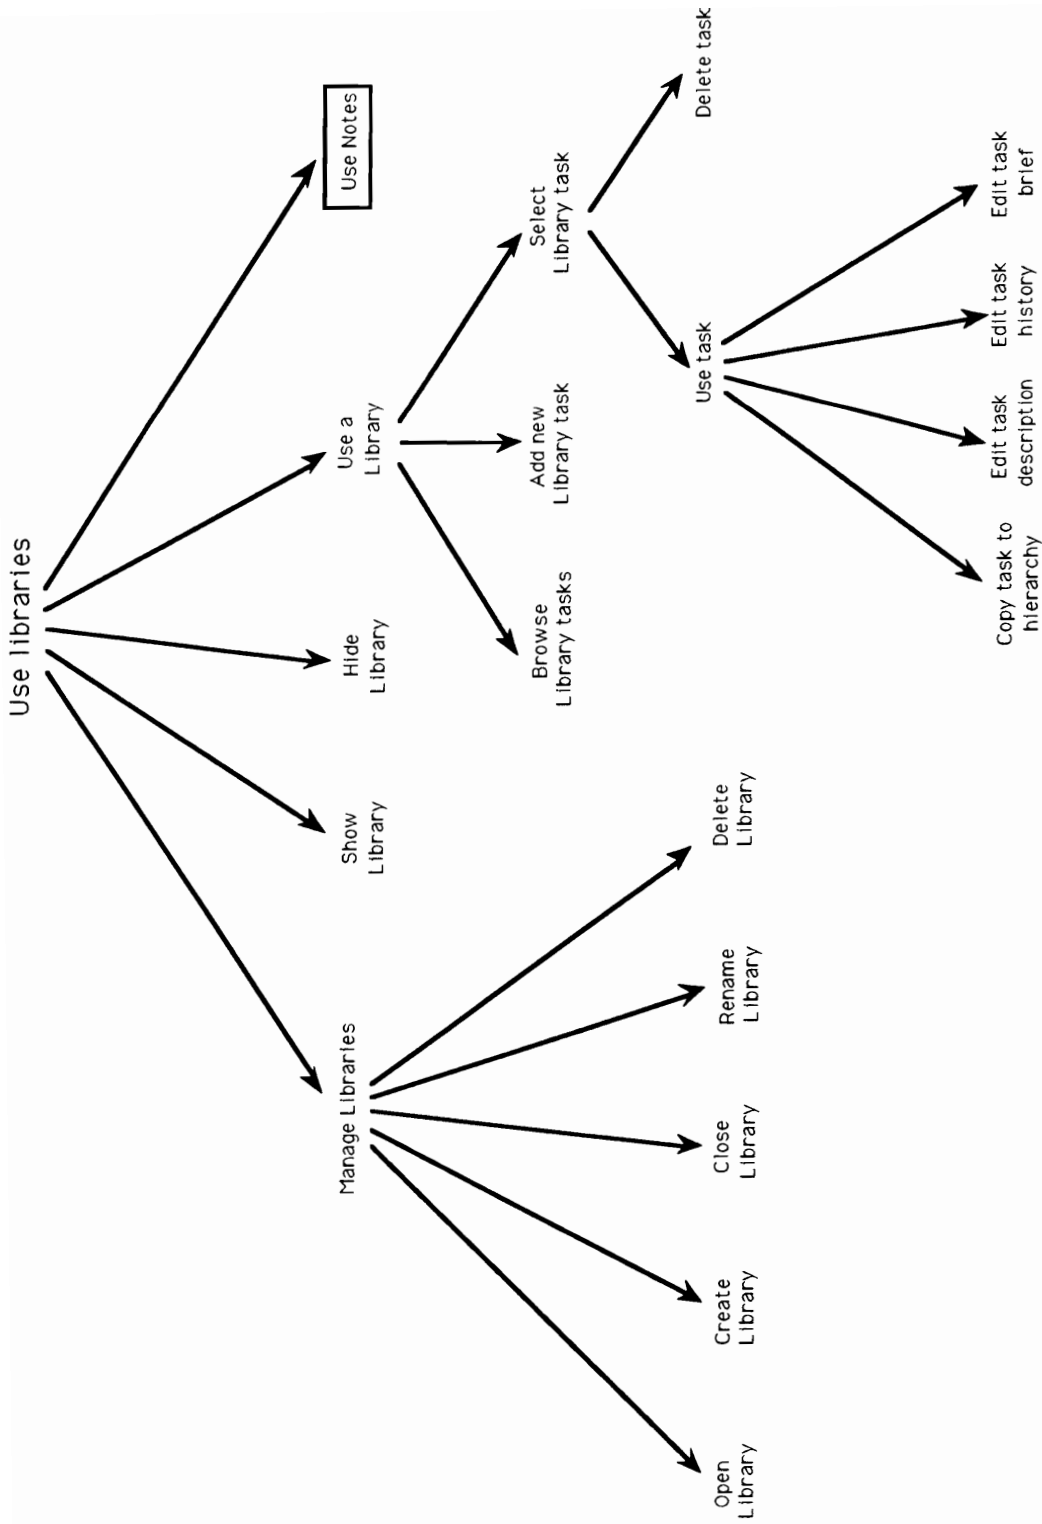 Use libraries
Manage Libraries
Show
Library
Hide
Library
Use a
Library
Use Notes
Browse
Library tasks
Add new
Library task
Select
Library task
Open
Library
Create
Library
Close
Library
Rename
Library
Delete
Library
Use task
Delete task
Copy task to
hierarchy
Edit task
description
Edit task
history
Edit task
brief